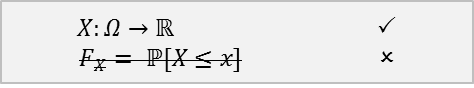 X: Ω → ℝ ✓
F_X = ℙ[X ≤ x] ×